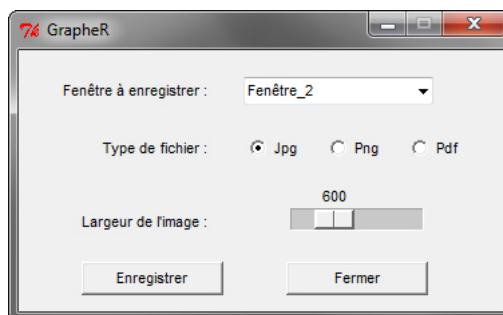 GrapheR
Fenêtre à enregistrer : Fenêtre_2
Type de fichier : Jpg Png Pdf
600
Largeur de l'image :
Enregistrer Fermer